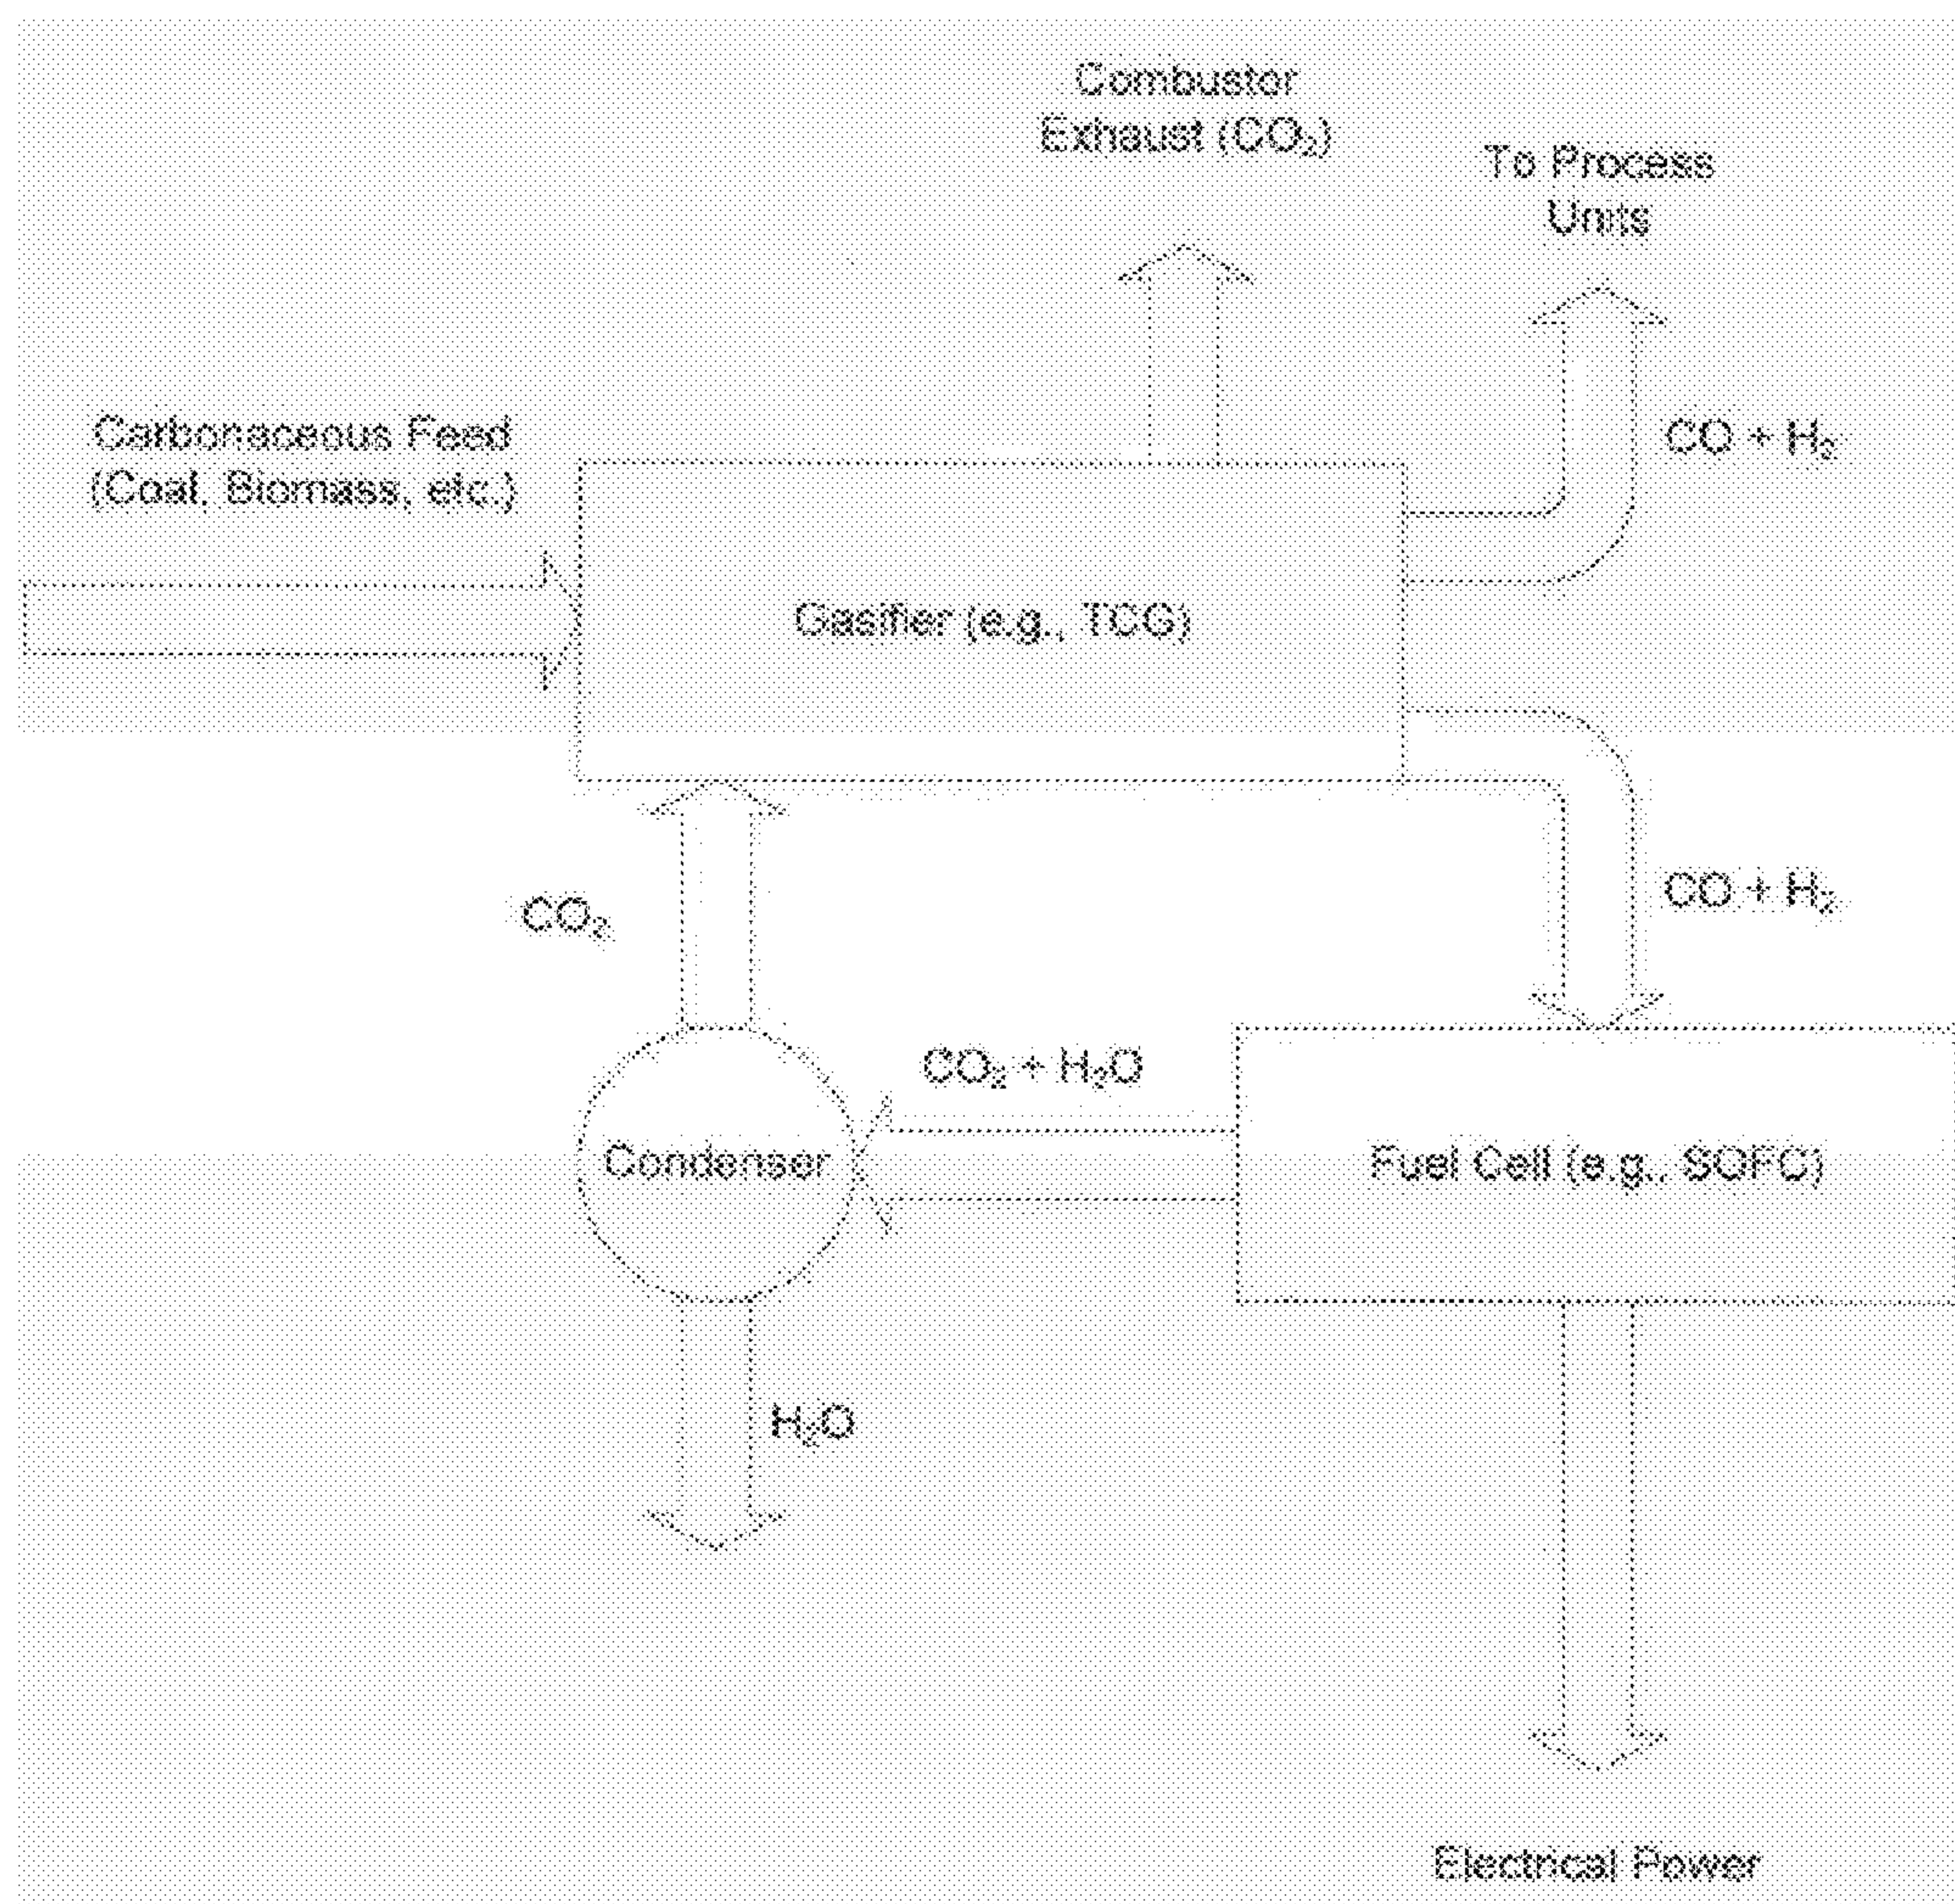 Combustor
Exhaust (CO₂)
To Process
Units
Carbonaceous Feed
(Coal, Biomass, etc.)
CO + H₂
Gasifier (e.g., TCG)
CO₂
CO + H₂
CO₂ + H₂O
Condenser
Fuel Cell (e.g., SOFC)
H₂O
Electrical Power